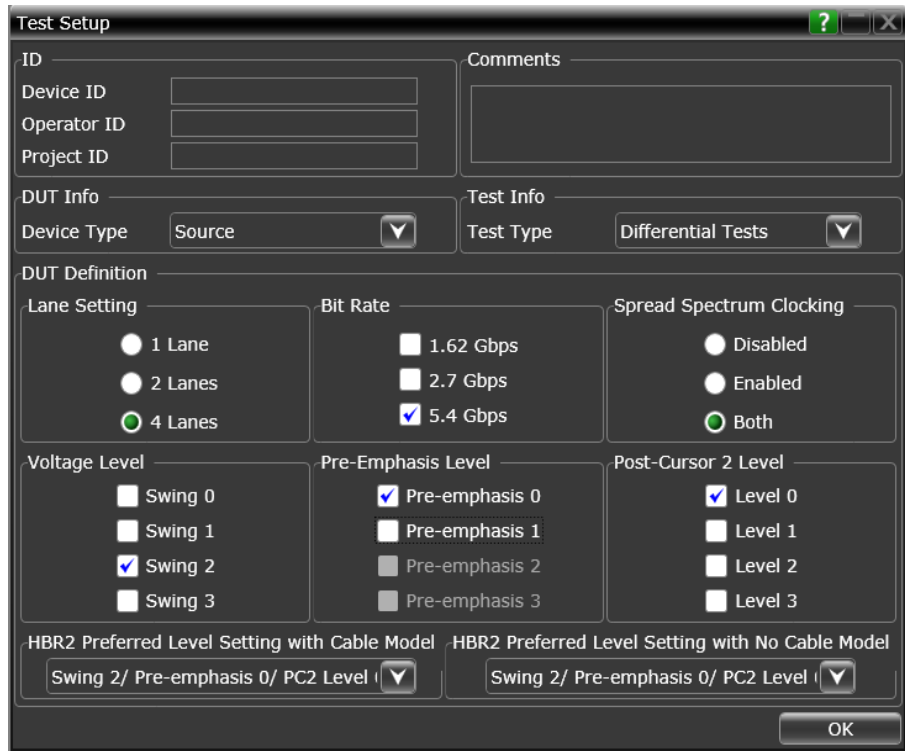 Test Setup ?
ID
Comments
Device ID
Operator ID
Project ID
DUT Info
Test Info
Device Type Source
Test Type Differential Tests
DUT Definition
Lane Setting
1 Lane
2 Lanes
4 Lanes
Bit Rate
1.62 Gbps
2.7 Gbps
5.4 Gbps
Spread Spectrum Clocking
Disabled
Enabled
Both
Voltage Level
Swing 0
Swing 1
Swing 2
Swing 3
Pre-Emphasis Level
Pre-emphasis 0
Pre-emphasis 1
Pre-emphasis 2
Pre-emphasis 3
Post-Cursor 2 Level
Level 0
Level 1
Level 2
Level 3
HBR2 Preferred Level Setting with Cable Model
Swing 2/ Pre-emphasis 0/ PC2 Level
HBR2 Preferred Level Setting with No Cable Model
Swing 2/ Pre-emphasis 0/ PC2 Level
OK